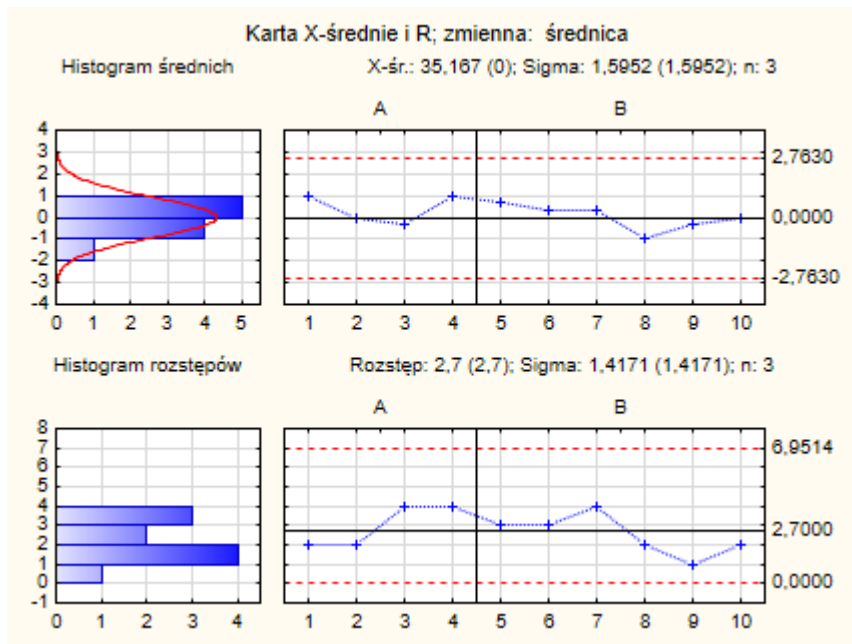 Karta X-średnie i R; zmienna: średnica
Histogram średnich
X-śr.: 35,167 (0); Sigma: 1,5952 (1,5952); n: 3
A B
4
3
2
1
0
-1
-2
-3
-4
2,7630
0,0000
-2,7630
0 1 2 3 4 5
1 2 3 4 5 6 7 8 9 10
Histogram rozstępów
Rozstęp: 2,7 (2,7); Sigma: 1,4171 (1,4171); n: 3
A B
8
7
6
5
4
3
2
1
0
-1
6,9514
2,7000
0,0000
0 1 2 3 4
1 2 3 4 5 6 7 8 9 10